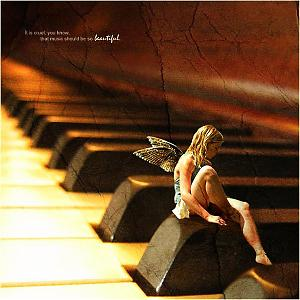 It is cruel, you know,
that music should be so beautiful.